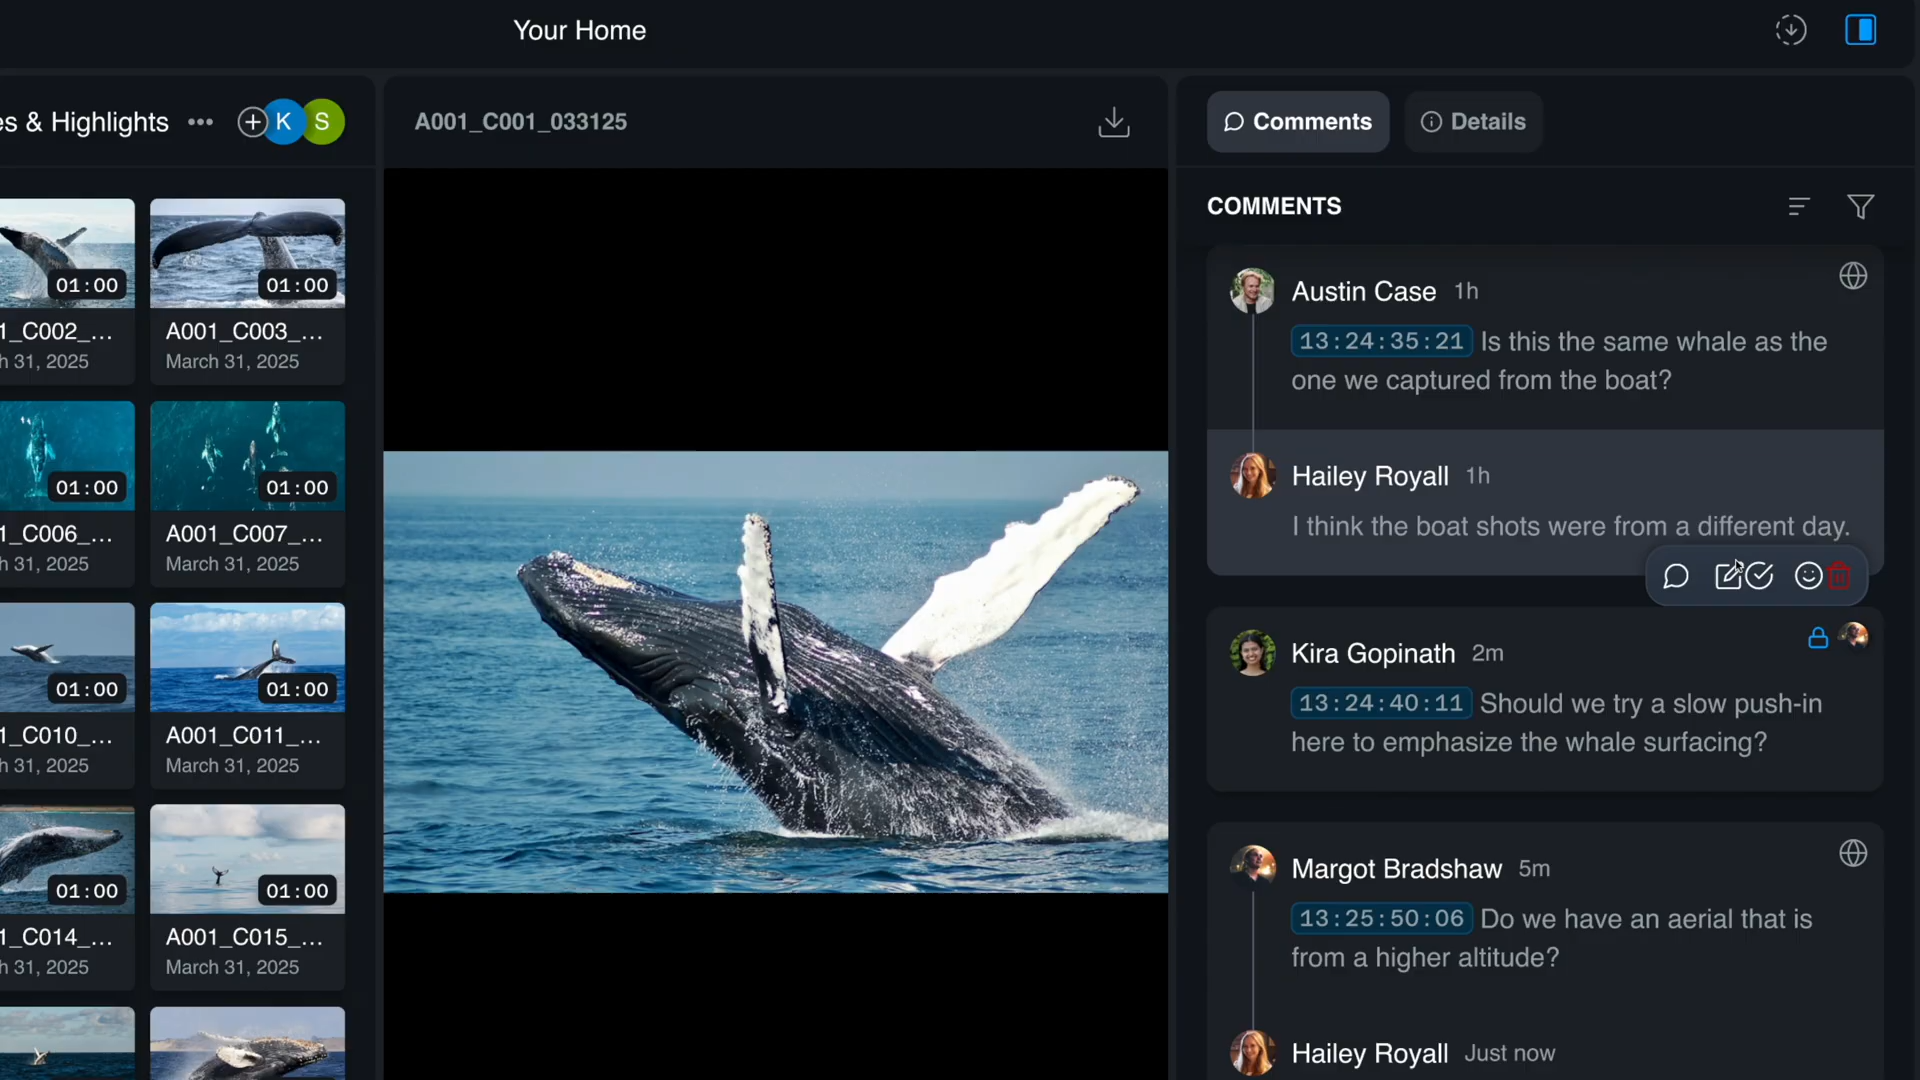 Your Home
es & Highlights
K
S
A001_C001_033125
Comments
Details
COMMENTS
01:00
01:00
1_C002_...
A001_C003_...
h 31, 2025
March 31, 2025
01:00
01:00
1_C006_...
A001_C007_...
h 31, 2025
March 31, 2025
01:00
01:00
1_C010_...
A001_C011_...
h 31, 2025
March 31, 2025
01:00
01:00
1_C014_...
A001_C015_...
h 31, 2025
March 31, 2025
Austin Case 1h
13:24:35:21 Is this the same whale as the
one we captured from the boat?
Hailey Royall 1h
I think the boat shots were from a different day.
Kira Gopinath 2m
13:24:40:11 Should we try a slow push-in
here to emphasize the whale surfacing?
Margot Bradshaw 5m
13:25:50:06 Do we have an aerial that is
from a higher altitude?
Hailey Royall Just now